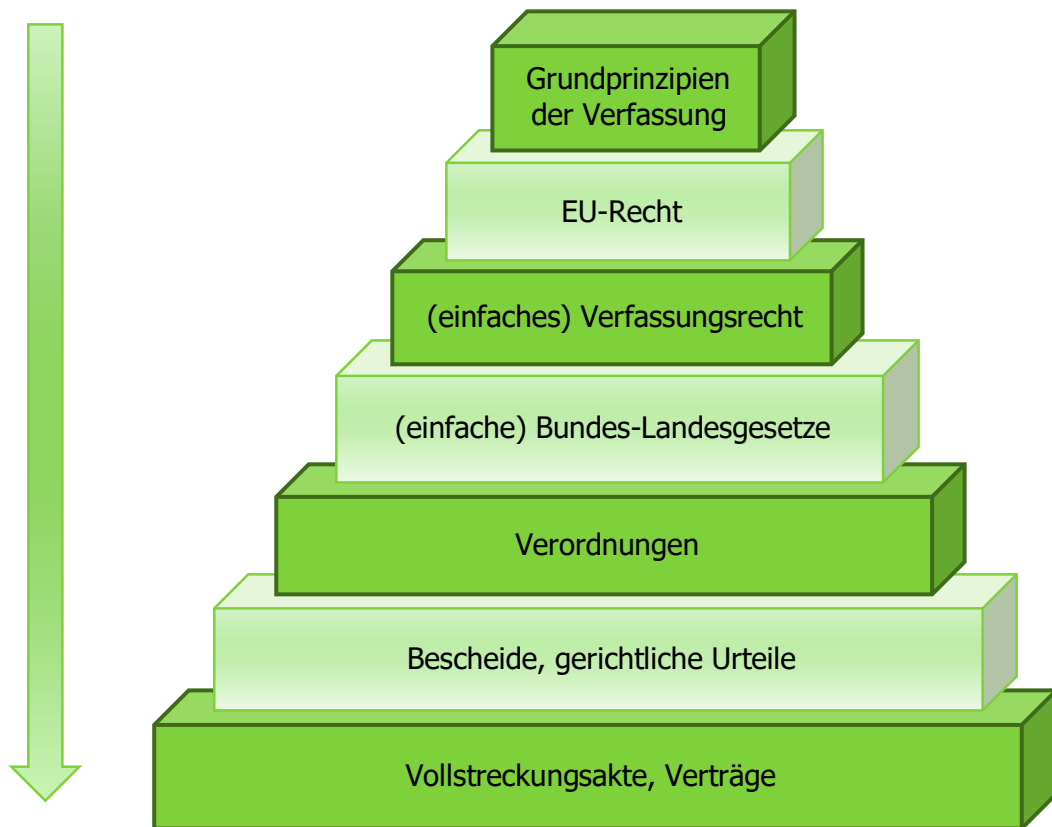 Grundprinzipien
der Verfassung
EU-Recht
(einfaches) Verfassungsrecht
(einfache) Bundes-Landesgesetze
Verordnungen
Bescheide, gerichtliche Urteile
Vollstreckungsakte, Verträge